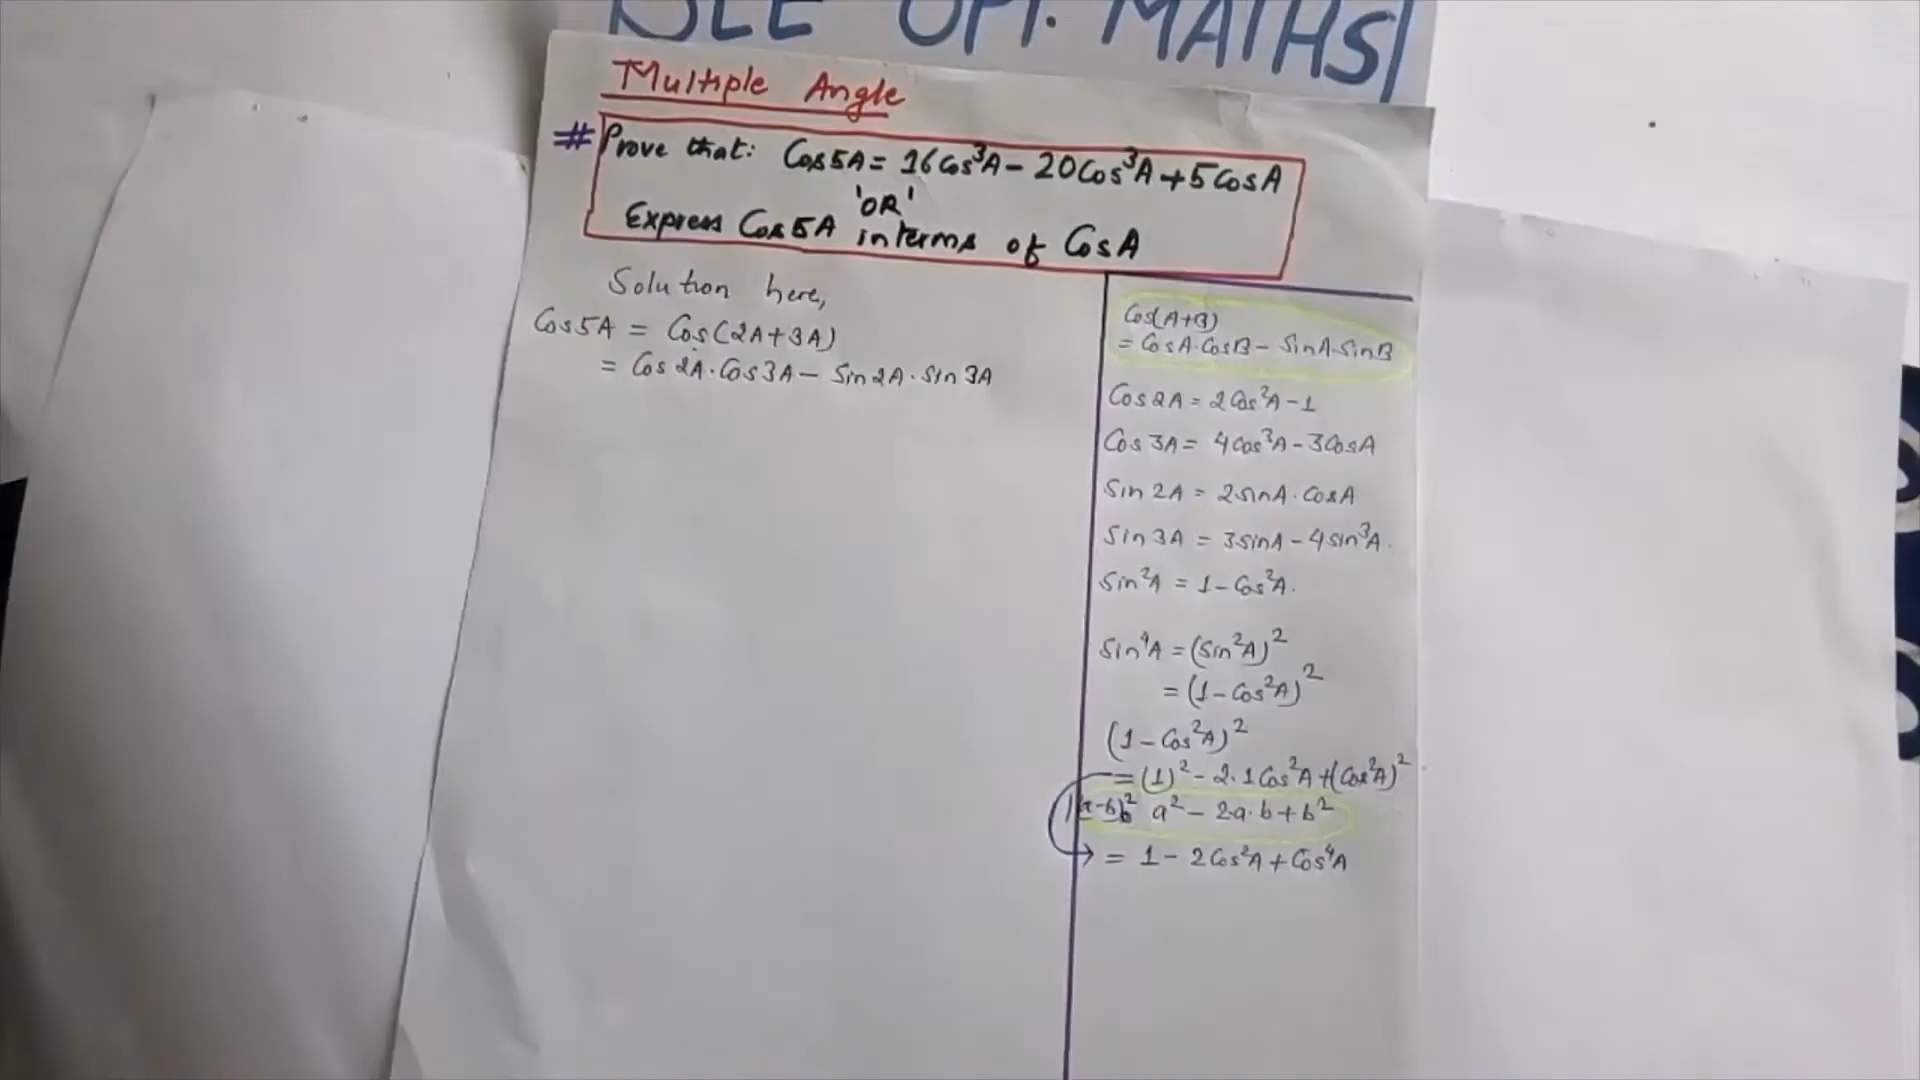 OPT. MATHS
Multiple Angle
# Prove that: Cos5A = 16Cos³A - 20Cos³A + 5CosA
'OR'
Express Cos5A interms of CosA
Solution here,
Cos5A = Cos(2A+3A)
= Cos2A.Cos3A - Sin2A.Sin3A
Cos(A+B)
= CosA.CosB - SinA.SinB
Cos2A = 2Cos²A - 1
Cos3A = 4Cos³A - 3CosA
Sin2A = 2SinA.CosA
Sin3A = 3SinA - 4Sin³A.
Sin²A = 1 - Cos²A.
Sin⁴A = (Sin²A)²
= (1 - Cos²A)²
(1 - Cos²A)²
= (1)² - 2.1Cos²A + (Cos²A)²
(a-b)² a² - 2a.b + b²
= 1 - 2Cos²A + Cos⁴A